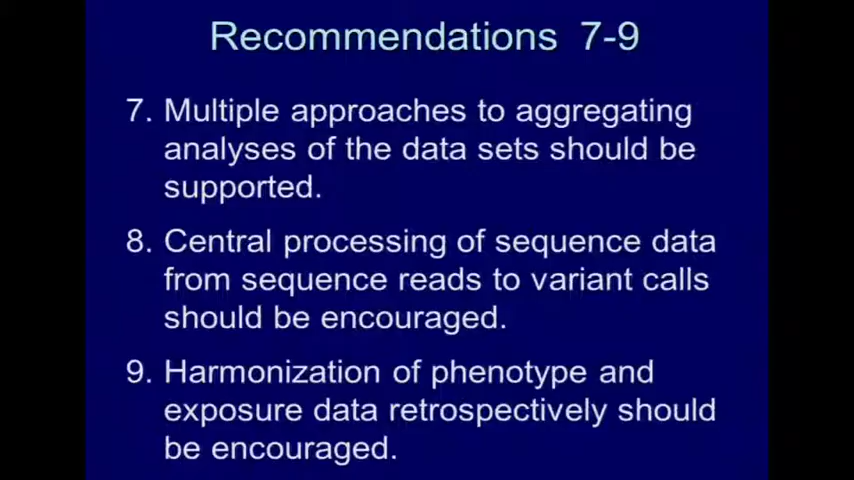 Recommendations 7-9
7. Multiple approaches to aggregating
analyses of the data sets should be
supported.
8. Central processing of sequence data
from sequence reads to variant calls
should be encouraged.
9. Harmonization of phenotype and
exposure data retrospectively should
be encouraged.